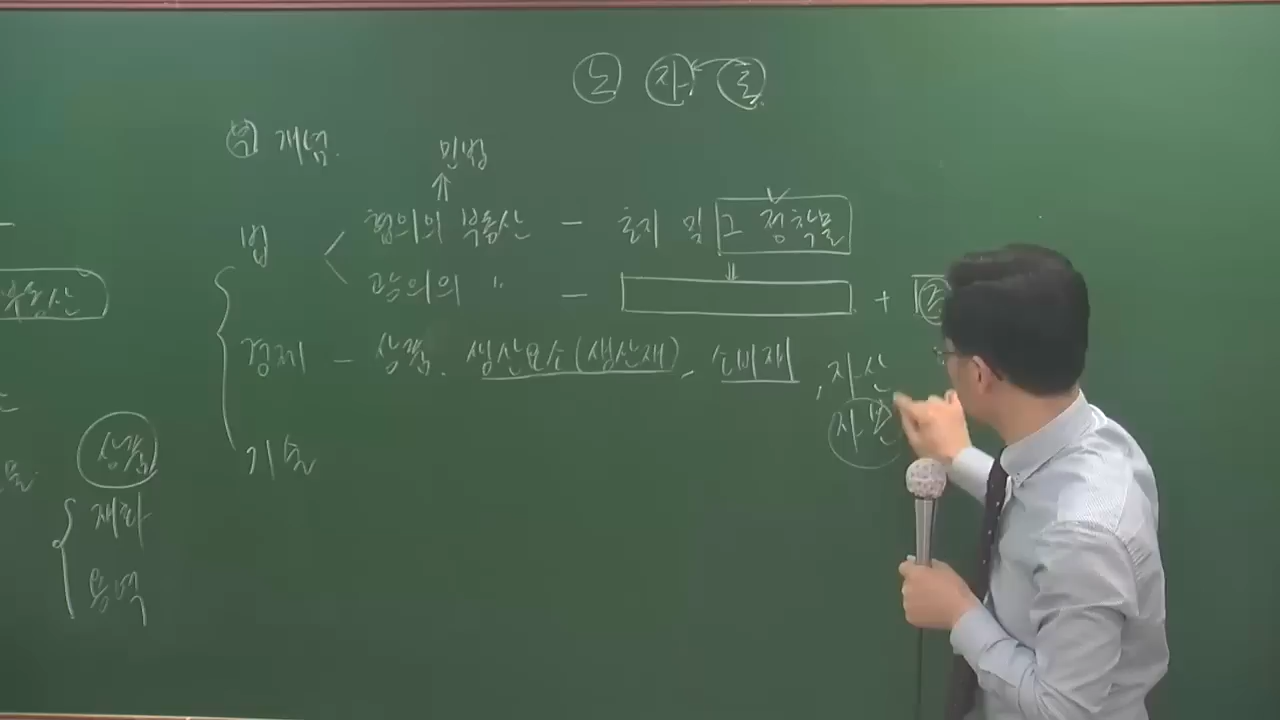 노 자 토
복 개념.
민법
법 협의의 부동산 - 토지 및 그 정착물
광의의 〃 - +
경제 - 상품. 생산요소(생산재), 소비재, 자산
자본
기술
부동산
상품
재화
용역